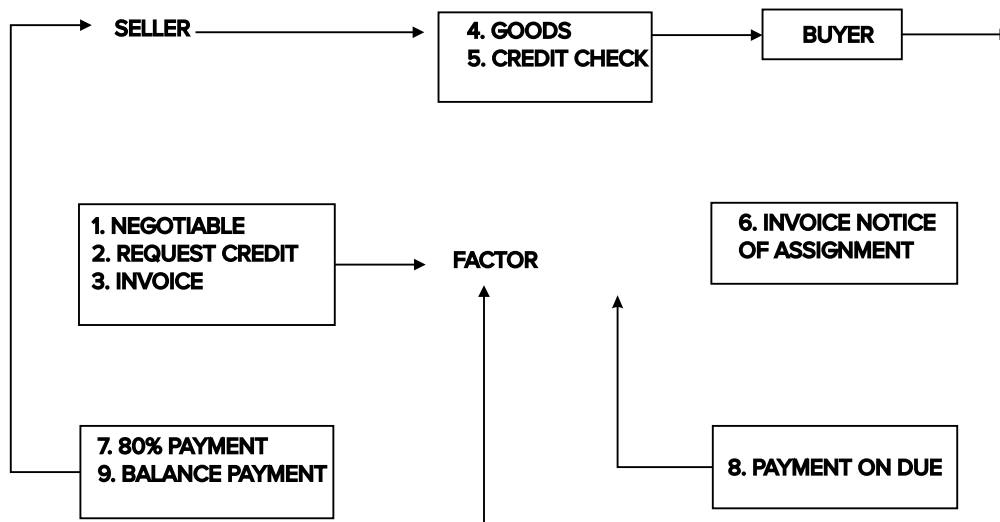 SELLER
4. GOODS
5. CREDIT CHECK
BUYER
1. NEGOTIABLE
2. REQUEST CREDIT
3. INVOICE
FACTOR
6. INVOICE NOTICE
OF ASSIGNMENT
7. 80% PAYMENT
9. BALANCE PAYMENT
8. PAYMENT ON DUE